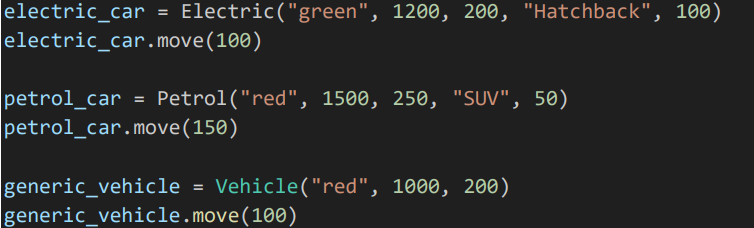 electric_car = Electric("green", 1200, 200, "Hatchback", 100)
electric_car.move(100)
petrol_car = Petrol("red", 1500, 250, "SUV", 50)
petrol_car.move(150)
generic_vehicle = Vehicle("red", 1000, 200)
generic_vehicle.move(100)